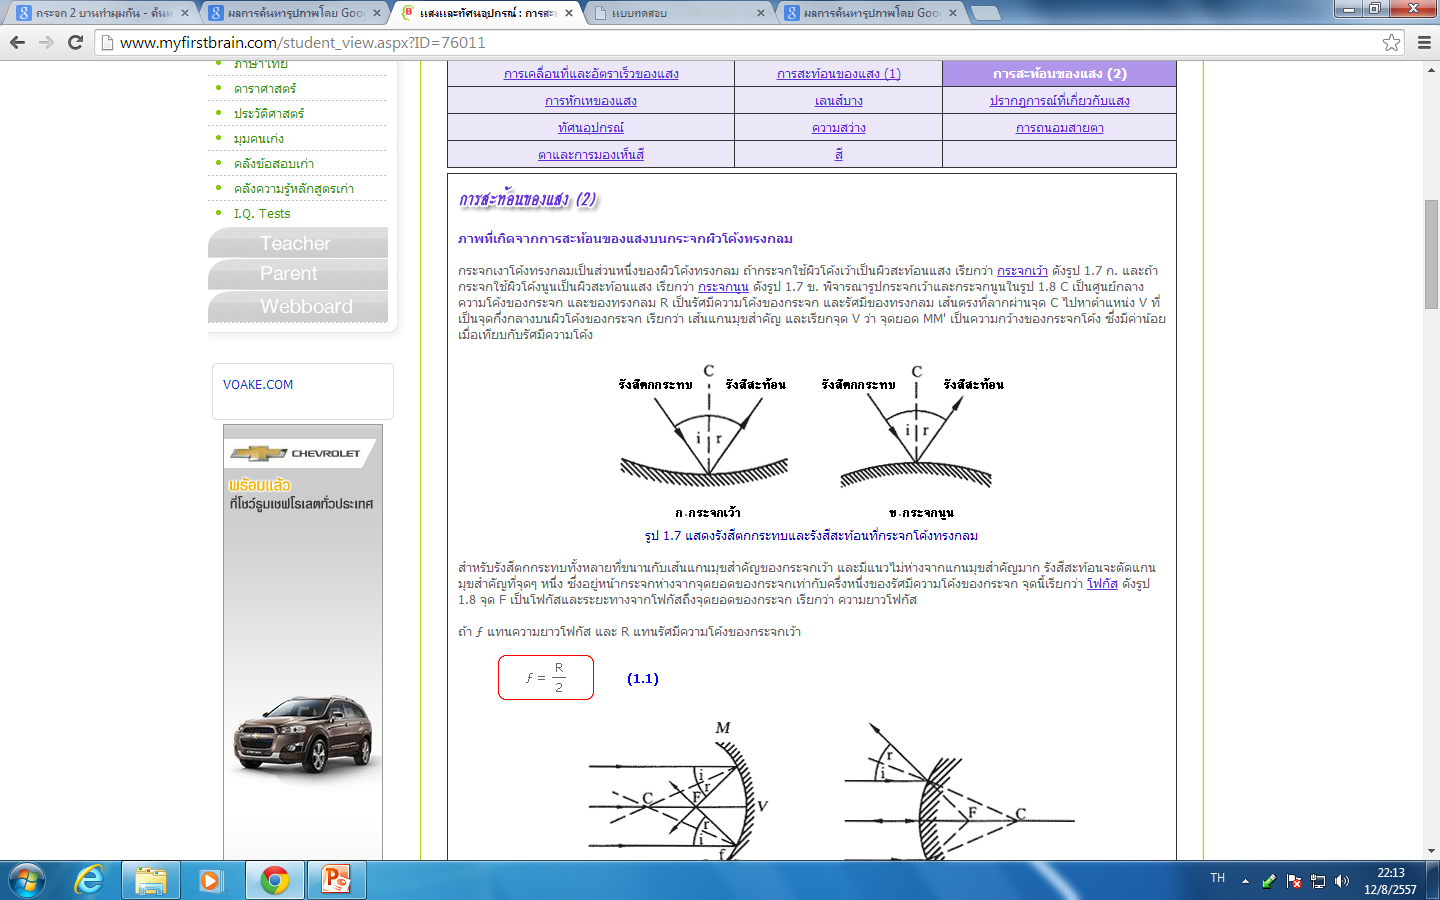 กระจก 2 บานทำมุมกัน - ค้นห
ผลการค้นหารูปภาพโดย Goo
แสงและทัศนอุปกรณ์ : การสะ
แบบทดสอบ
ผลการค้นหารูปภาพโดย Goo
www.myfirstbrain.com/student_view.aspx?ID=76011
ภาษาไทย
ดาราศาสตร์
ประวัติศาสตร์
มุมคนเก่ง
คลังข้อสอบเก่า
คลังความรู้หลักสูตรเก่า
I.Q. Tests
Teacher
Parent
Webboard
VOAKE.COM
CHEVROLET
พร้อมแล้ว
ที่โชว์รูมเชฟโรเลตทั่วประเทศ
การเคลื่อนที่และอัตราเร็วของแสง การสะท้อนของแสง (1) การสะท้อนของแสง (2)
การหักเหของแสง เลนส์บาง ปรากฏการณ์ที่เกี่ยวกับแสง
ทัศนอุปกรณ์ ความสว่าง การถนอมสายตา
ตาและการมองเห็นสี สี
การสะท้อนของแสง (2)
ภาพที่เกิดจากการสะท้อนของแสงบนกระจกผิวโค้งทรงกลม
กระจกเงาโค้งทรงกลมเป็นส่วนหนึ่งของผิวโค้งทรงกลม ถ้ากระจกใช้ผิวโค้งเว้าเป็นผิวสะท้อนแสง เรียกว่า กระจกเว้า ดังรูป 1.7 ก. และถ้า
กระจกใช้ผิวโค้งนูนเป็นผิวสะท้อนแสง เรียกว่า กระจกนูน ดังรูป 1.7 ข. พิจารณารูปกระจกเว้าและกระจกนูนในรูป 1.8 C เป็นศูนย์กลาง
ความโค้งของกระจก และของทรงกลม R เป็นรัศมีความโค้งของกระจก และรัศมีของทรงกลม เส้นตรงที่ลากผ่านจุด C ไปหาตำแหน่ง V ที่
เป็นจุดกึ่งกลางบนผิวโค้งของกระจก เรียกว่า เส้นแกนมุขสำคัญ และเรียกจุด V ว่า จุดยอด MM' เป็นความกว้างของกระจกโค้ง ซึ่งมีค่าน้อย
เมื่อเทียบกับรัศมีความโค้ง
C C
รังสีตกกระทบ รังสีสะท้อน รังสีตกกระทบ รังสีสะท้อน
i r i r
ก.กระจกเว้า ข.กระจกนูน
รูป 1.7 แสดงรังสีตกกระทบและรังสีสะท้อนที่กระจกโค้งทรงกลม
สำหรับรังสีตกกระทบทั้งหลายที่ขนานกับเส้นแกนมุขสำคัญของกระจกเว้า และมีแนวไม่ห่างจากแกนมุขสำคัญมาก รังสีสะท้อนจะตัดแกน
มุขสำคัญที่จุดๆ หนึ่ง ซึ่งอยู่หน้ากระจกห่างจากจุดยอดของกระจกเท่ากับครึ่งหนึ่งของรัศมีความโค้งของกระจก จุดนี้เรียกว่า โฟกัส ดังรูป
1.8 จุด F เป็นโฟกัสและระยะทางจากโฟกัสถึงจุดยอดของกระจก เรียกว่า ความยาวโฟกัส
ถ้า ƒ แทนความยาวโฟกัส และ R แทนรัศมีความโค้งของกระจกเว้า
ƒ = R/2 (1.1)
M
i r r i
C F V F C
r i
f
TH 22:13
12/8/2557